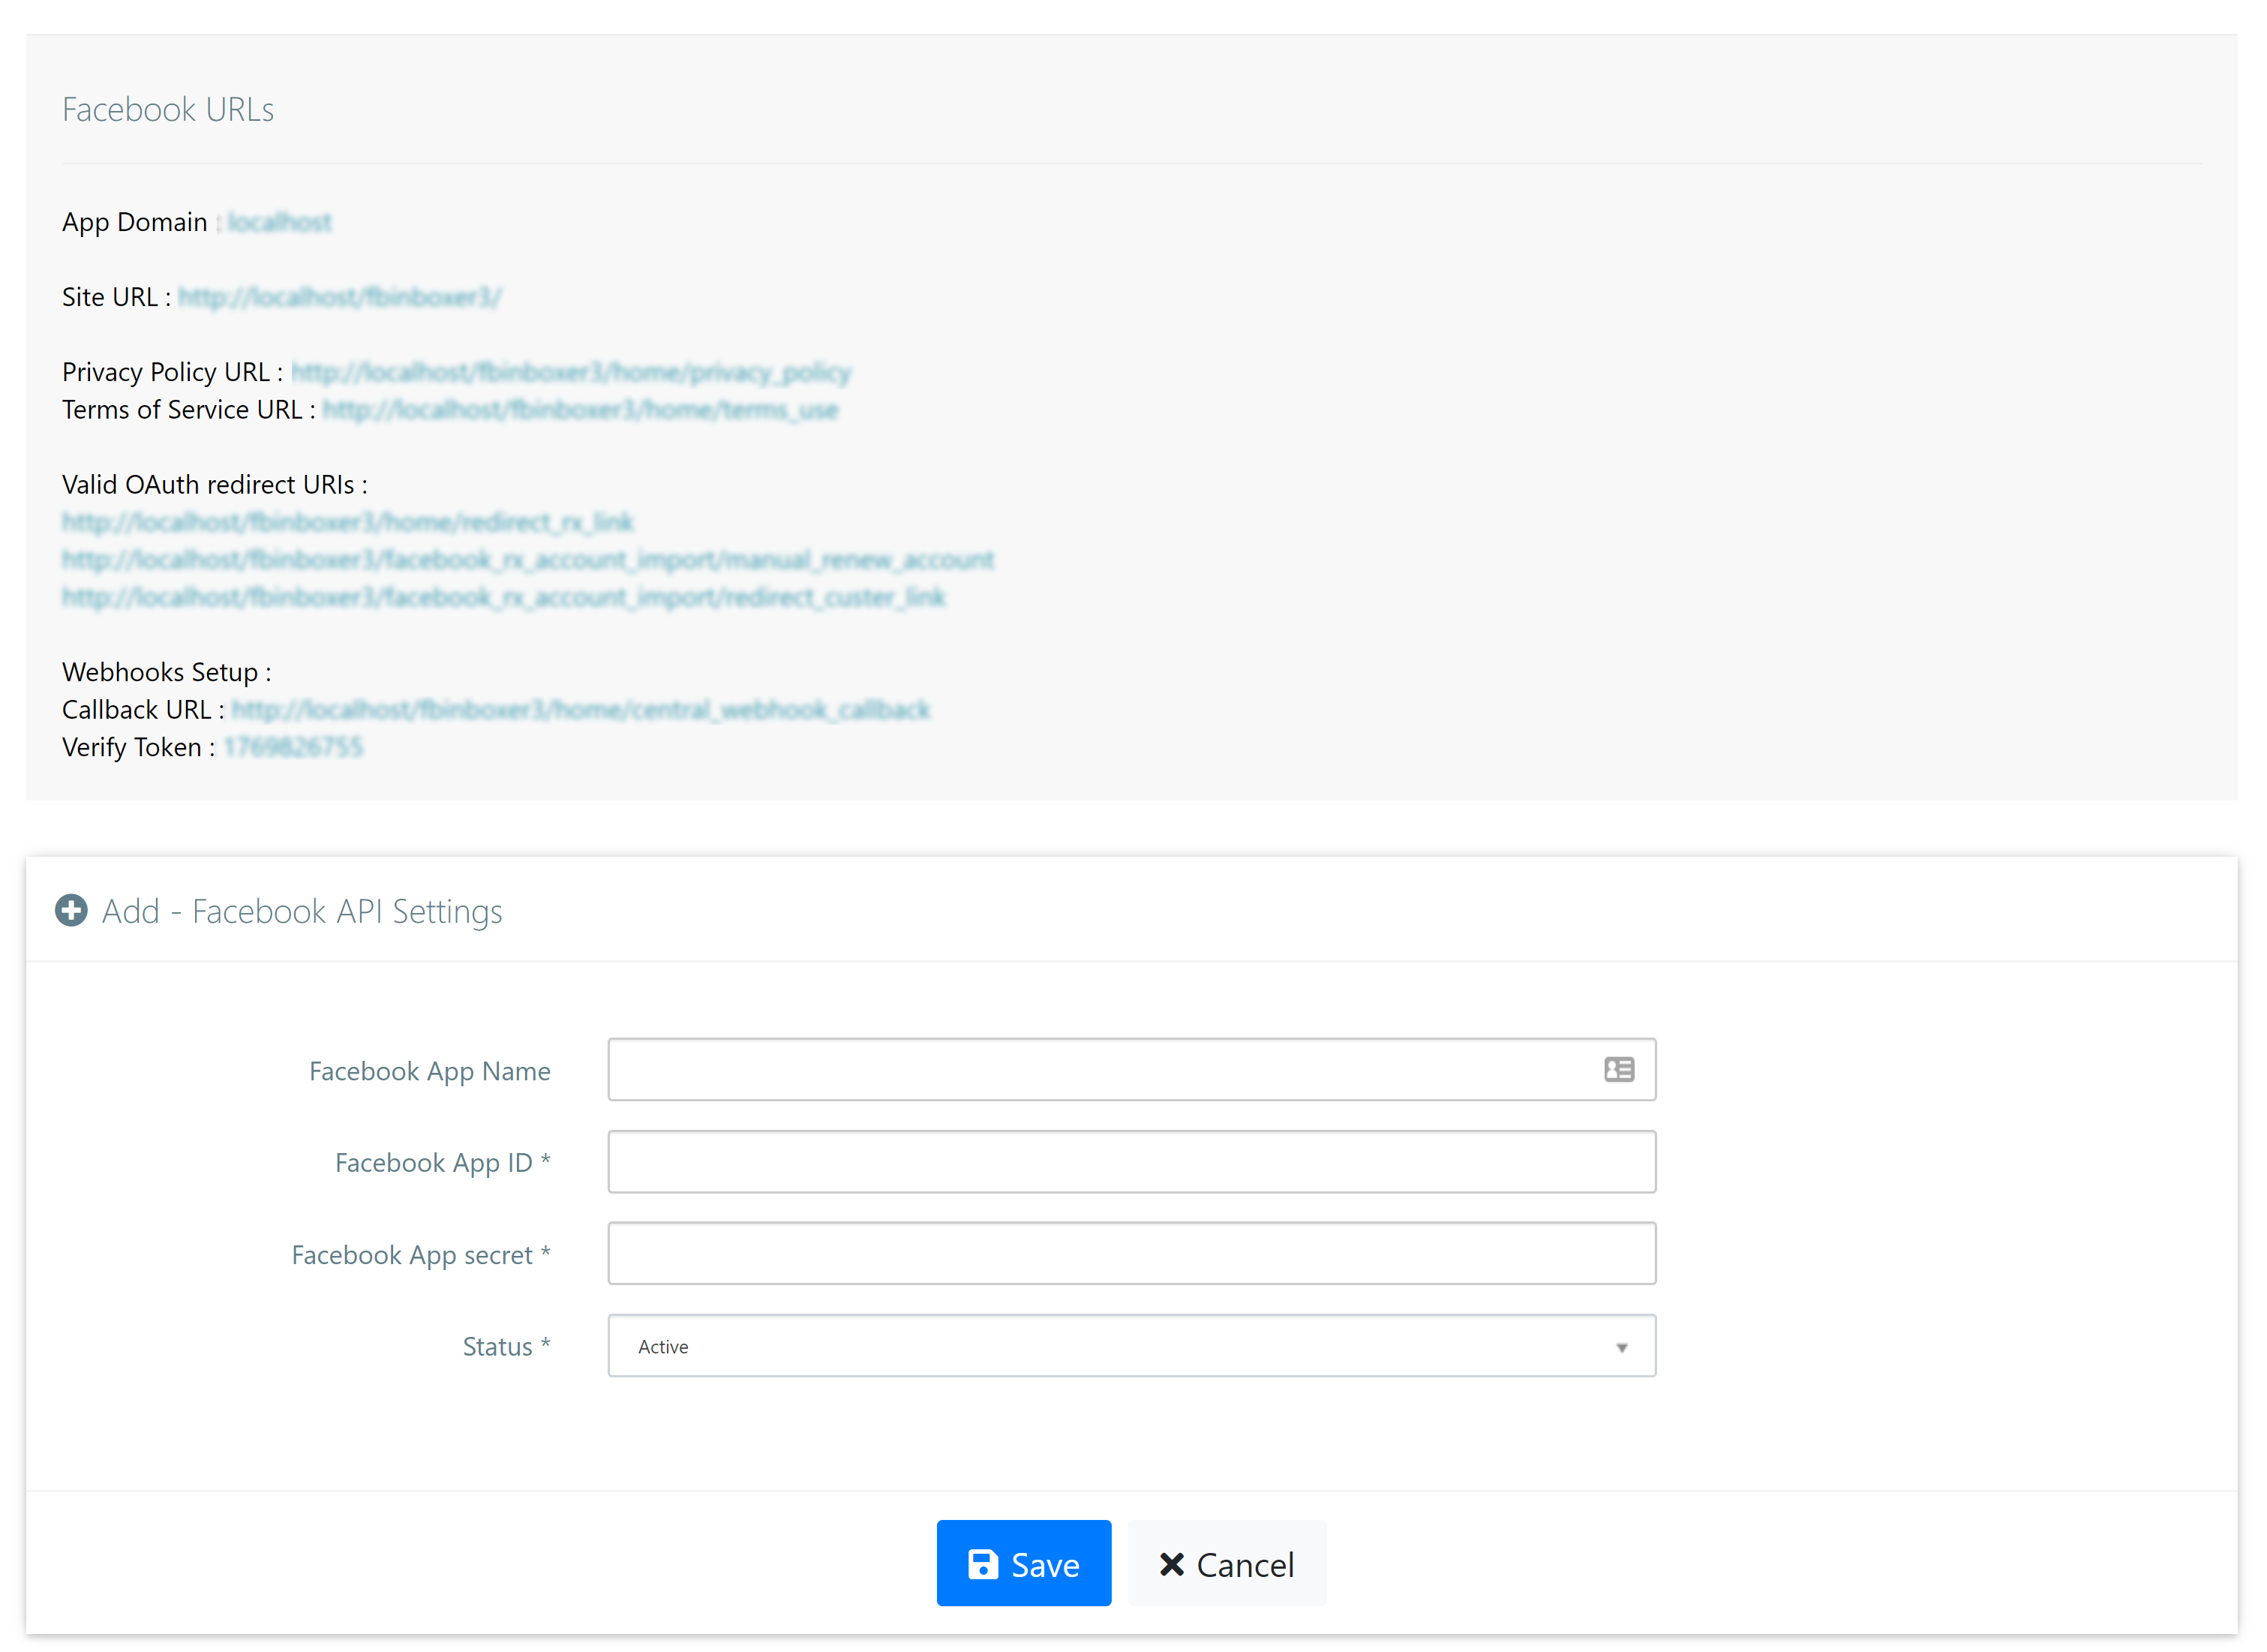 Facebook URLs
App Domain : localhost
Site URL : http://localhost/fbinboxer3/
Privacy Policy URL : http://localhost/fbinboxer3/home/privacy_policy
Terms of Service URL : http://localhost/fbinboxer3/home/terms_use
Valid OAuth redirect URIs :
http://localhost/fbinboxer3/home/redirect_rx_link
http://localhost/fbinboxer3/facebook_rx_account_import/manual_renew_account
http://localhost/fbinboxer3/facebook_rx_account_import/redirect_custer_link
Webhooks Setup :
Callback URL : http://localhost/fbinboxer3/home/central_webhook_callback
Verify Token :
Add - Facebook API Settings
Facebook App Name
Facebook App ID *
Facebook App secret *
Status *
Active
Save
Cancel